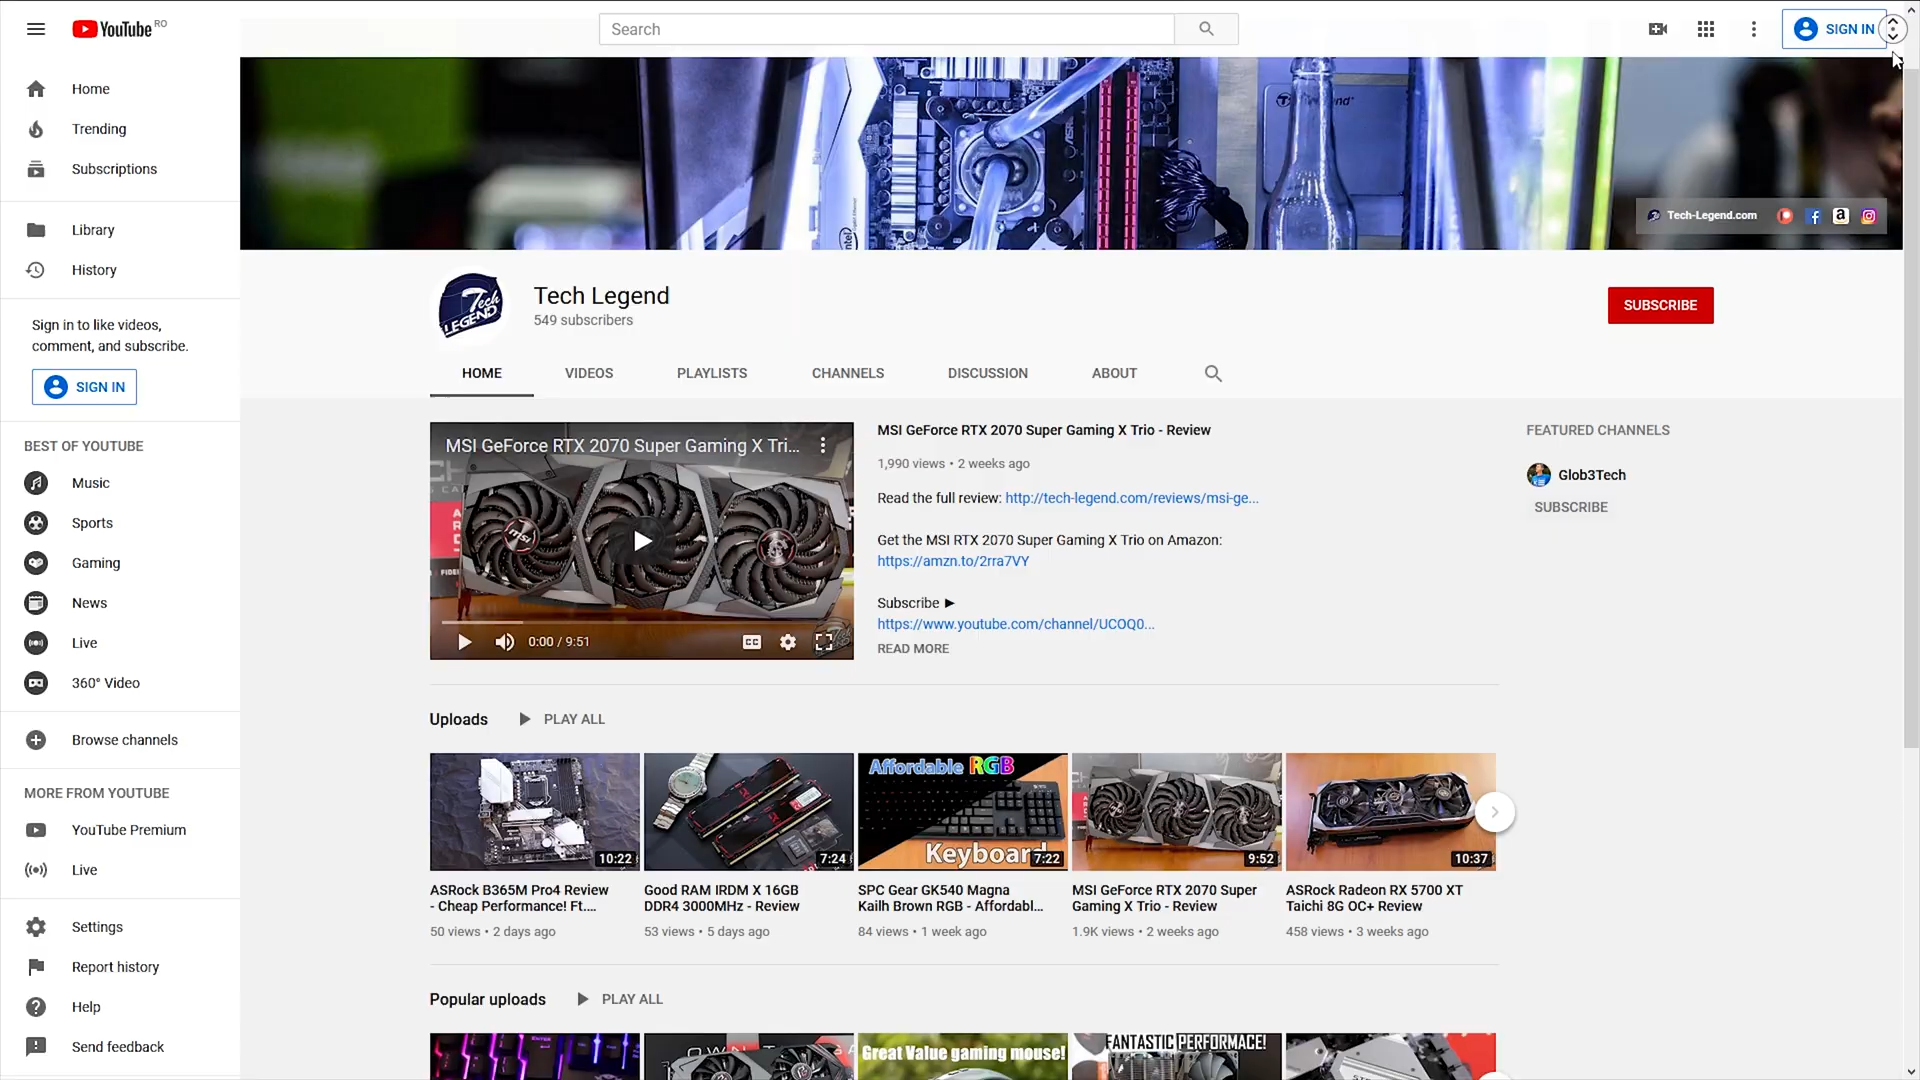 YouTube RO
Search
SIGN IN
Home
Trending
Subscriptions
Library
History
Sign in to like videos,
comment, and subscribe.
SIGN IN
BEST OF YOUTUBE
Music
Sports
Gaming
News
Live
360° Video
Browse channels
MORE FROM YOUTUBE
YouTube Premium
Live
Settings
Report history
Help
Send feedback
Tech-Legend.com
Tech LEGEND
Tech Legend
549 subscribers
SUBSCRIBE
HOME VIDEOS PLAYLISTS CHANNELS DISCUSSION ABOUT
MSI GeForce RTX 2070 Super Gaming X Tri...
0:00 / 9:51
MSI GeForce RTX 2070 Super Gaming X Trio - Review
1,990 views • 2 weeks ago
Read the full review: http://tech-legend.com/reviews/msi-ge...
Get the MSI RTX 2070 Super Gaming X Trio on Amazon:
https://amzn.to/2rra7VY
Subscribe ►
https://www.youtube.com/channel/UCOQ0...
READ MORE
FEATURED CHANNELS
Glob3Tech
SUBSCRIBE
Uploads PLAY ALL
10:22
ASRock B365M Pro4 Review
- Cheap Performance! Ft....
50 views • 2 days ago
7:24
Good RAM IRDM X 16GB
DDR4 3000MHz - Review
53 views • 5 days ago
Affordable RGB
Keyboard
7:22
SPC Gear GK540 Magna
Kailh Brown RGB - Affordabl...
84 views • 1 week ago
9:52
MSI GeForce RTX 2070 Super
Gaming X Trio - Review
1.9K views • 2 weeks ago
10:37
ASRock Radeon RX 5700 XT
Taichi 8G OC+ Review
458 views • 3 weeks ago
Popular uploads PLAY ALL
Great Value gaming mouse!
FANTASTIC PERFORMACE!